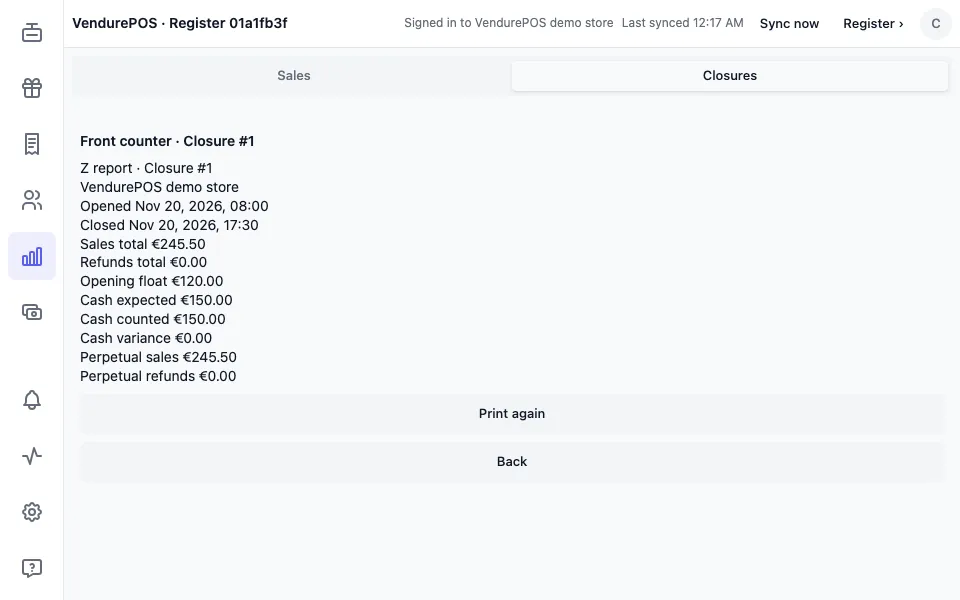 VendurePOS · Register 01a1fb3f
Signed in to VendurePOS demo store
Last synced 12:17 AM
Sync now
Register ›
C
Sales
Closures
Front counter · Closure #1
Z report · Closure #1
VendurePOS demo store
Opened Nov 20, 2026, 08:00
Closed Nov 20, 2026, 17:30
Sales total €245.50
Refunds total €0.00
Opening float €120.00
Cash expected €150.00
Cash counted €150.00
Cash variance €0.00
Perpetual sales €245.50
Perpetual refunds €0.00
Print again
Back